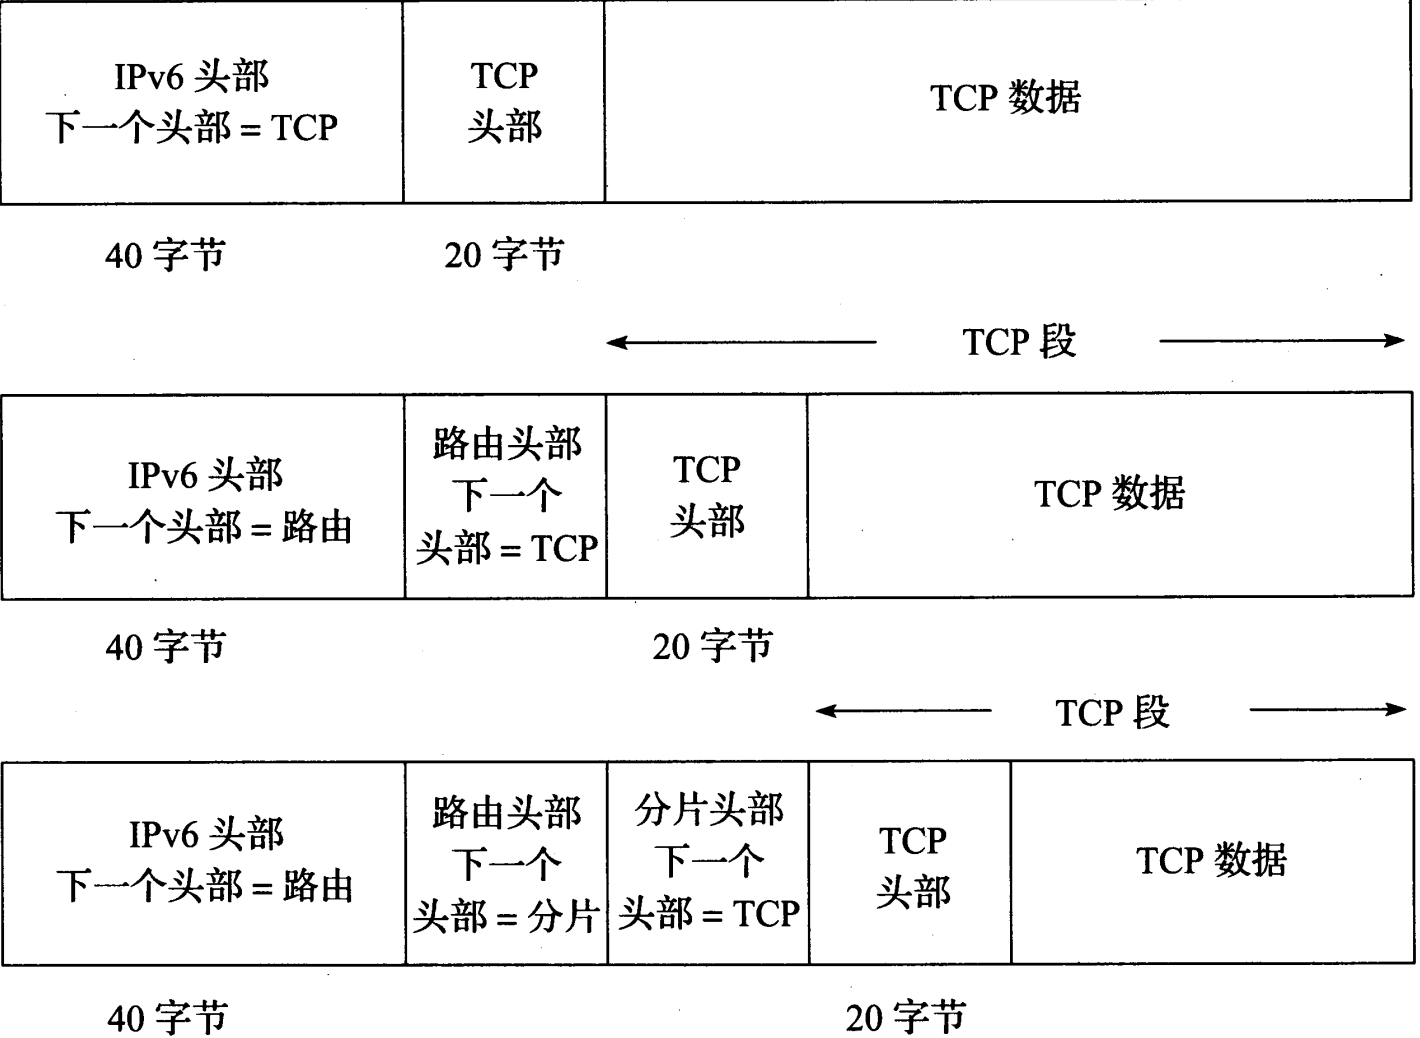 IPv6 头部
下一个头部 = TCP
TCP
头部
TCP 数据
40 字节
20 字节
TCP 段
IPv6 头部
下一个头部 = 路由
路由头部
下一个
头部 = TCP
TCP
头部
TCP 数据
40 字节
20 字节
TCP 段
IPv6 头部
下一个头部 = 路由
路由头部
下一个
头部 = 分片
分片头部
下一个
头部 = TCP
TCP
头部
TCP 数据
40 字节
20 字节